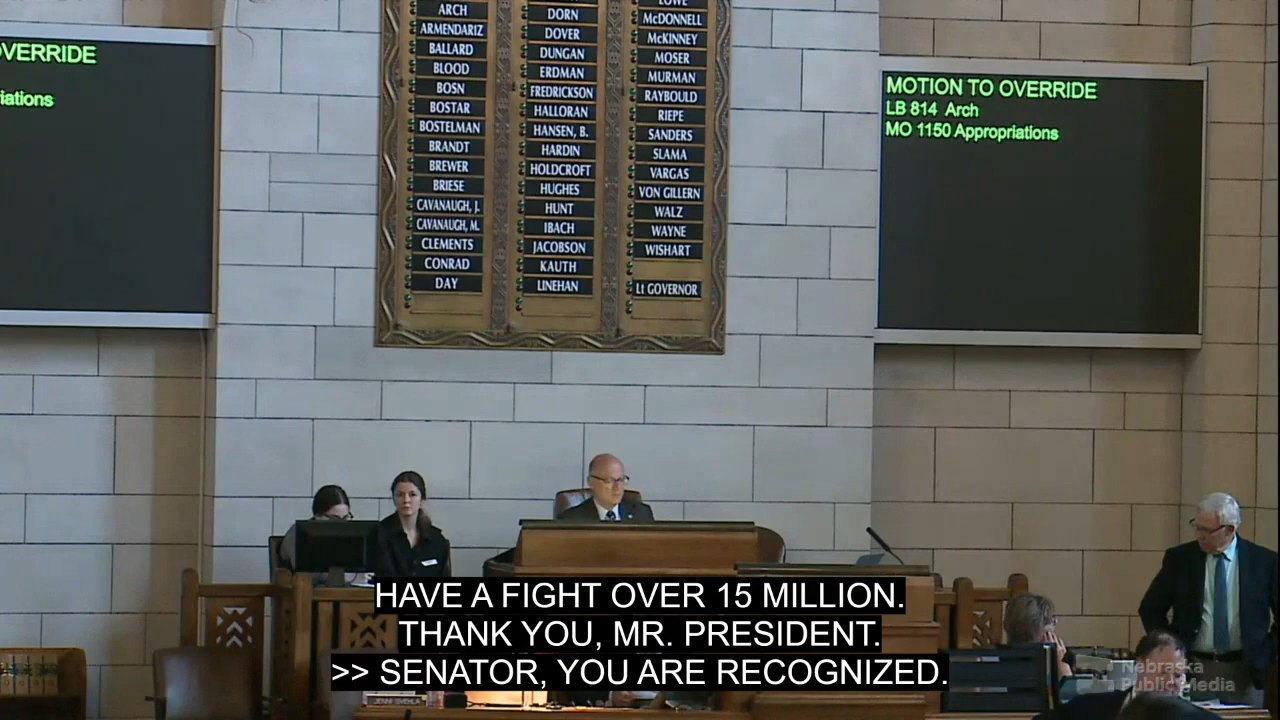 OVERRIDE
iations
ARCH
ARMENDARIZ
BALLARD
BLOOD
BOSN
BOSTAR
BOSTELMAN
BRANDT
BREWER
BRIESE
CAVANAUGH, J.
CAVANAUGH, M.
CLEMENTS
CONRAD
DAY
DORN
DOVER
DUNGAN
ERDMAN
FREDRICKSON
HALLORAN
HANSEN, B.
HARDIN
HOLDCROFT
HUGHES
HUNT
IBACH
JACOBSON
KAUTH
LINEHAN
LOWE
McDONNELL
McKINNEY
MOSER
MURMAN
RAYBOULD
RIEPE
SANDERS
SLAMA
VARGAS
VON GILLERN
WALZ
WAYNE
WISHART
Lt GOVERNOR
MOTION TO OVERRIDE
LB 814 Arch
MO 1150 Appropriations
HAVE A FIGHT OVER 15 MILLION.
THANK YOU, MR. PRESIDENT.
>> SENATOR, YOU ARE RECOGNIZED.
Nebraska
Public Media